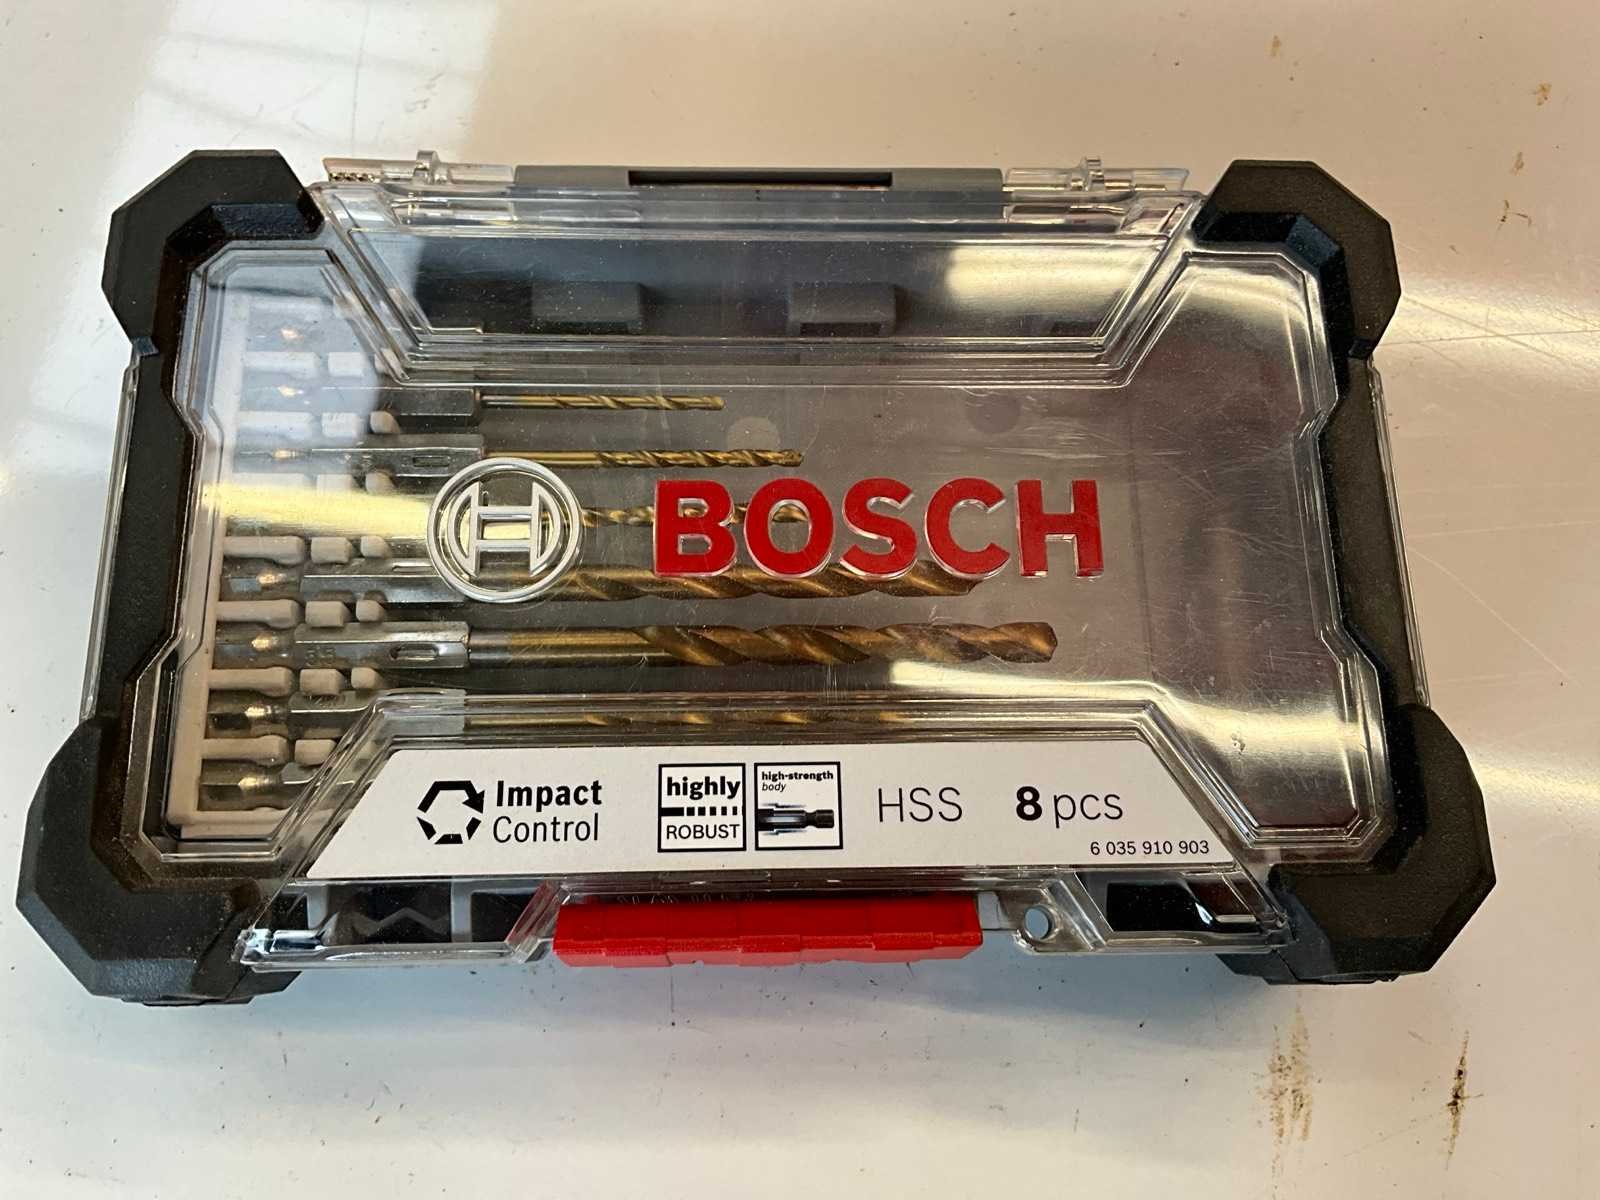 BOSCH
Impact
Control
highly
ROBUST
high-strength
body
HSS
8 pcs
6 035 910 903